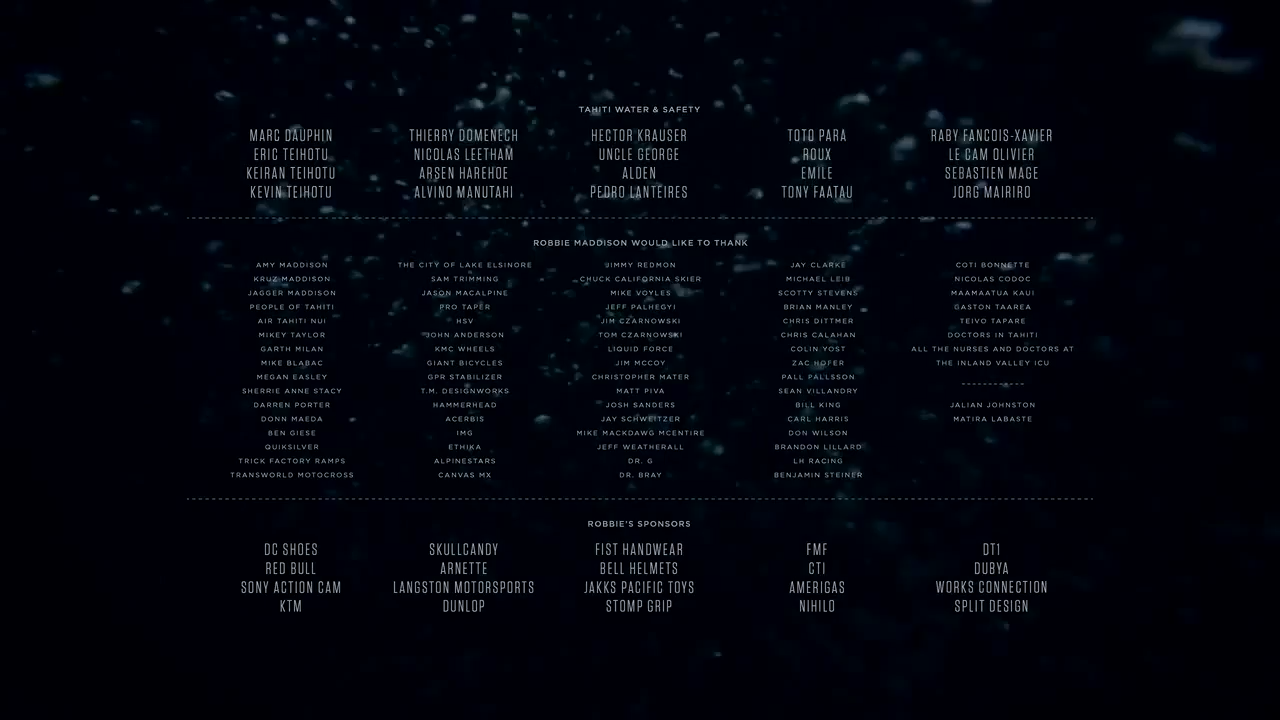 TAHITI WATER & SAFETY
MARC DAUPHIN
ERIC TEIHOTU
KEIRAN TEIHOTU
KEVIN TEIHOTU
THIERRY DOMENECH
NICOLAS LEETHAM
ARSEN HAREHOE
ALVINO MANUTAHI
HECTOR KRAUSER
UNCLE GEORGE
ALDEN
PEDRO LANTEIRES
TOTO PARA
ROUX
EMILE
TONY FAATAU
RABY FANCOIS-XAVIER
LE CAM OLIVIER
SEBASTIEN MAGE
JORG MAIRIRO
ROBBIE MADDISON WOULD LIKE TO THANK
AMY MADDISON
KRUZ MADDISON
JAGGER MADDISON
PEOPLE OF TAHITI
AIR TAHITI NUI
MIKEY TAYLOR
GARTH MILAN
MIKE BLABAC
MEGAN EASLEY
SHERRIE ANNE STACY
DARREN PORTER
DONN MAEDA
BEN GIESE
QUIKSILVER
TRICK FACTORY RAMPS
TRANSWORLD MOTOCROSS
THE CITY OF LAKE ELSINORE
SAM TRIMMING
JASON MACALPINE
PRO TAPER
HSV
JOHN ANDERSON
KMC WHEELS
GIANT BICYCLES
GPR STABILIZER
T.M. DESIGNWORKS
HAMMERHEAD
ACERBIS
IMG
ETHIKA
ALPINESTARS
CANVAS MX
JIMMY REDMON
CHUCK CALIFORNIA SKIER
MIKE VOYLES
JEFF PALHEGYI
JIM CZARNOWSKI
TOM CZARNOWSKI
LIQUID FORCE
JIM MCCOY
CHRISTOPHER MATER
MATT PIVA
JOSH SANDERS
JAY SCHWEITZER
MIKE MACKDAWG MCENTIRE
JEFF WEATHERALL
DR. G
DR. BRAY
JAY CLARKE
MICHAEL LEIB
SCOTTY STEVENS
BRIAN MANLEY
CHRIS DITTMER
CHRIS CALAHAN
COLIN YOST
ZAC HOFER
PALL PALLSSON
SEAN VILLANDRY
BILL KING
CARL HARRIS
DON WILSON
BRANDON LILLARD
LH RACING
BENJAMIN STEINER
COTI BONNETTE
NICOLAS CODOC
MAAMAATUA KAUI
GASTON TAAREA
TEIVO TAPARE
DOCTORS IN TAHITI
ALL THE NURSES AND DOCTORS AT
THE INLAND VALLEY ICU
JALIAN JOHNSTON
MATIRA LABASTE
ROBBIE'S SPONSORS
DC SHOES
RED BULL
SONY ACTION CAM
KTM
SKULLCANDY
ARNETTE
LANGSTON MOTORSPORTS
DUNLOP
FIST HANDWEAR
BELL HELMETS
JAKKS PACIFIC TOYS
STOMP GRIP
FMF
CTI
AMERIGAS
NIHILO
DT1
DUBYA
WORKS CONNECTION
SPLIT DESIGN